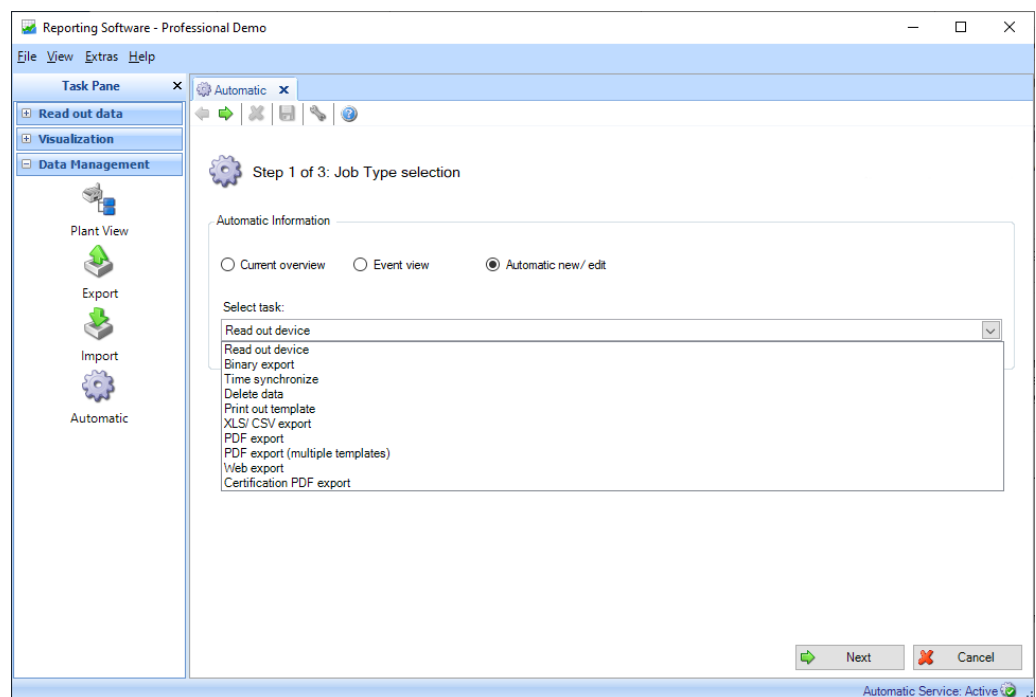 Reporting Software - Professional Demo
File View Extras Help
Task Pane
Automatic
Read out data
Visualization
Data Management
Plant View
Export
Import
Automatic
Step 1 of 3: Job Type selection
Automatic Information
Current overview Event view Automatic new/ edit
Select task:
Read out device
Read out device
Binary export
Time synchronize
Delete data
Print out template
XLS/ CSV export
PDF export
PDF export (multiple templates)
Web export
Certification PDF export
Next Cancel
Automatic Service: Active